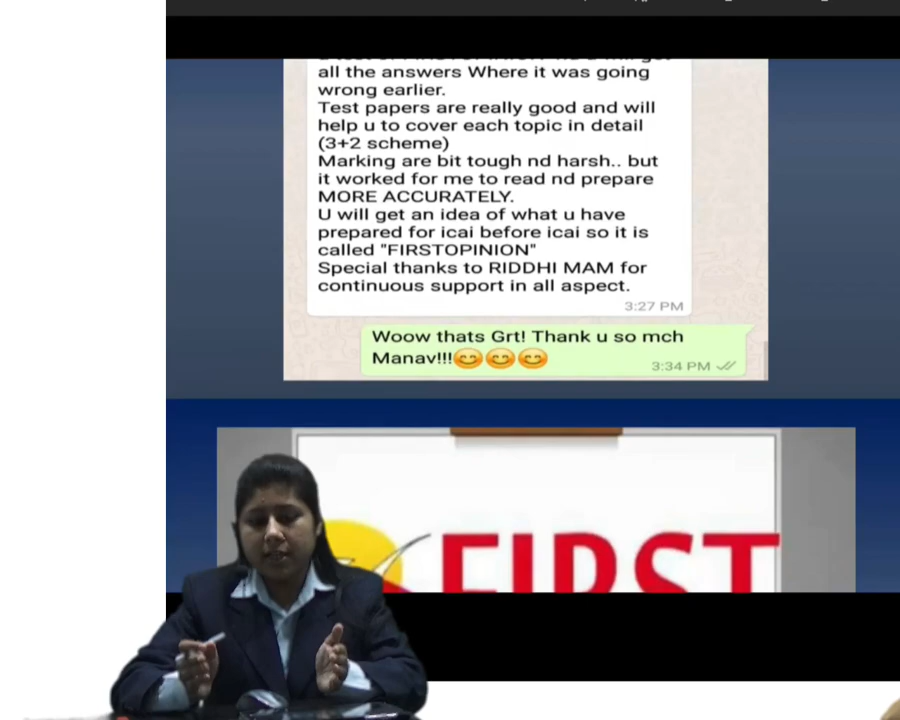 all the answers Where it was going
wrong earlier.
Test papers are really good and will
help u to cover each topic in detail
(3+2 scheme)
Marking are bit tough nd harsh.. but
it worked for me to read nd prepare
MORE ACCURATELY.
U will get an idea of what u have
prepared for icai before icai so it is
called "FIRSTOPINION"
Special thanks to RIDDHI MAM for
continuous support in all aspect.
3:27 PM
Woow thats Grt! Thank u so mch
Manav!!!😊😊😊
3:34 PM
FIRST